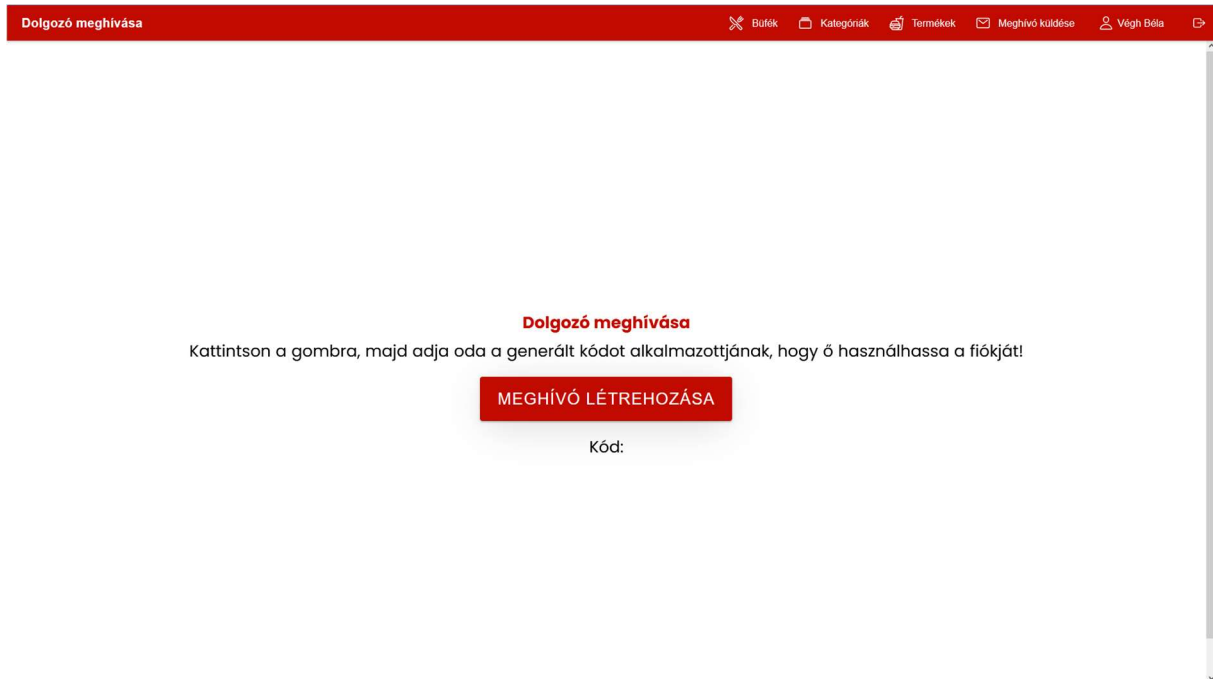 Dolgozó meghívása
Büfék Kategóriák Termékek Meghívó küldése Végh Béla
Dolgozó meghívása
Kattintson a gombra, majd adja oda a generált kódot alkalmazottjának, hogy ő használhassa a fiókját!
MEGHÍVÓ LÉTREHOZÁSA
Kód: